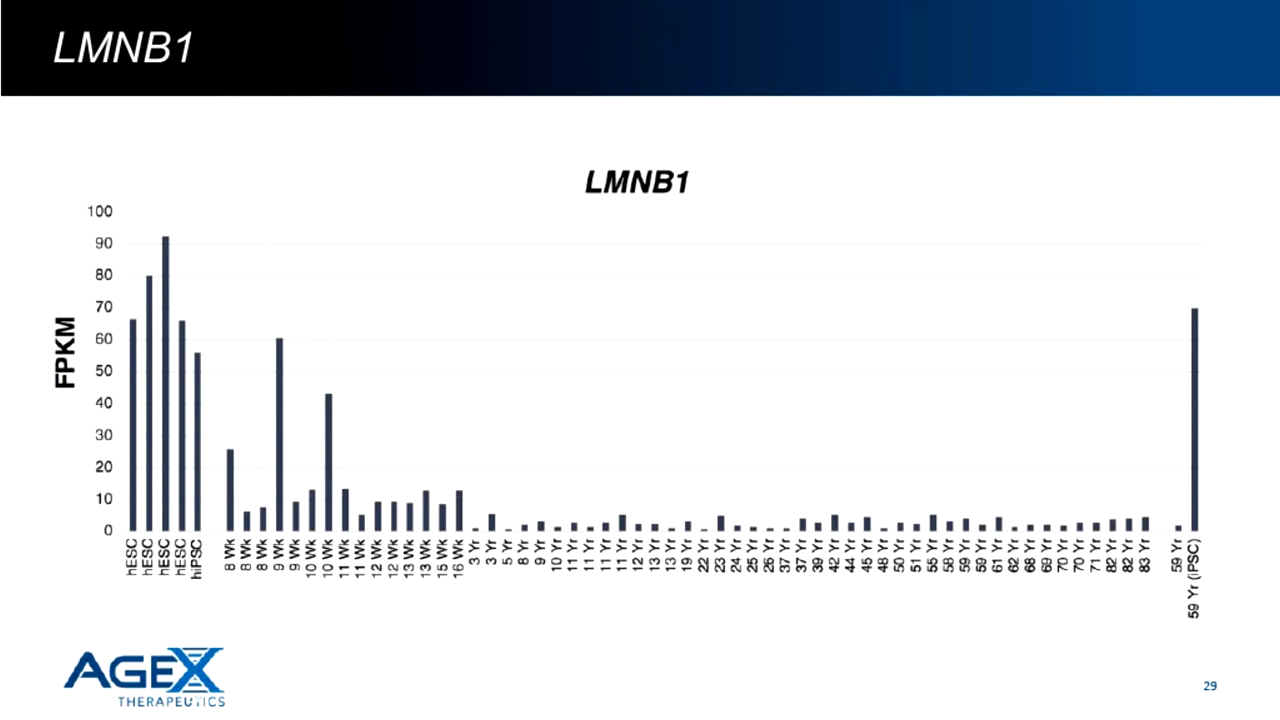 LMNB1
LMNB1
FPKM
100
90
80
70
60
50
40
30
20
10
0
hESC
hESC
hESC
hESC
hiPSC
8 Wk
8 Wk
8 Wk
9 Wk
9 Wk
10 Wk
10 Wk
11 Wk
11 Wk
12 Wk
12 Wk
13 Wk
13 Wk
15 Wk
16 Wk
3 Yr
3 Yr
5 Yr
8 Yr
9 Yr
10 Yr
11 Yr
11 Yr
11 Yr
11 Yr
12 Yr
13 Yr
13 Yr
19 Yr
22 Yr
23 Yr
24 Yr
25 Yr
26 Yr
37 Yr
37 Yr
39 Yr
42 Yr
44 Yr
45 Yr
48 Yr
50 Yr
51 Yr
55 Yr
58 Yr
59 Yr
59 Yr
61 Yr
62 Yr
68 Yr
69 Yr
70 Yr
70 Yr
71 Yr
82 Yr
82 Yr
83 Yr
59 Yr
59 Yr (iPSC)
AGEX
THERAPEUTICS
29